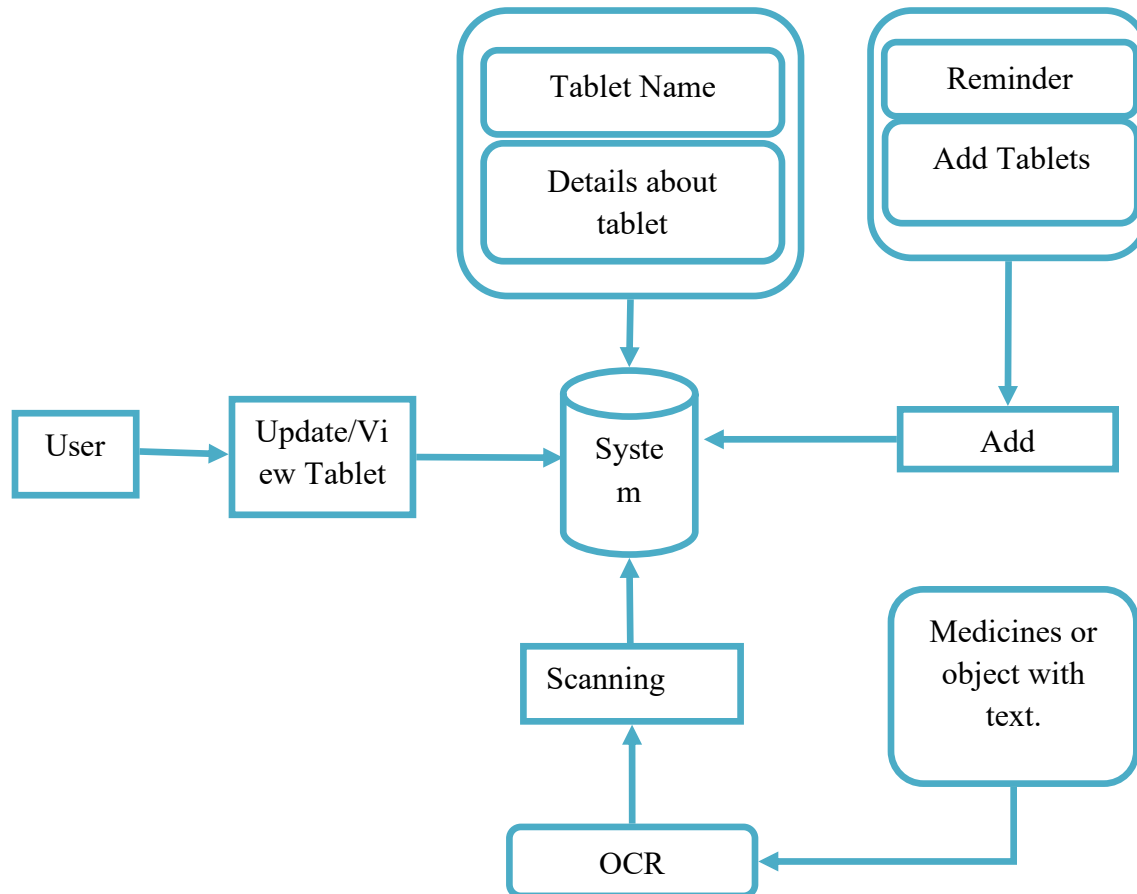 Tablet Name
Details about
tablet
Reminder
Add Tablets
User
Update/Vi
ew Tablet
Syste
m
Add
Scanning
Medicines or
object with
text.
OCR